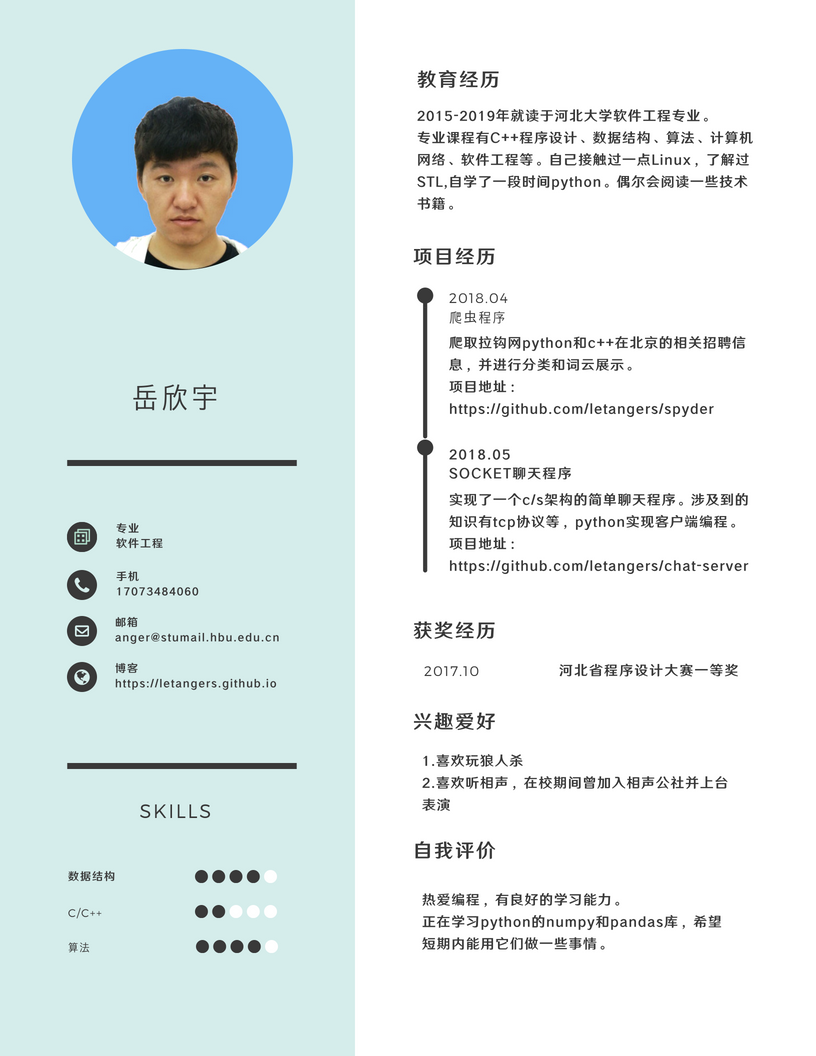 岳欣宇
专业
软件工程
手机
17073484060
邮箱
anger@stumail.hbu.edu.cn
博客
https://letangers.github.io
SKILLS
数据结构
C/C++
算法
教育经历
2015-2019年就读于河北大学软件工程专业。
专业课程有C++程序设计、数据结构、算法、计算机
网络、软件工程等。自己接触过一点Linux，了解过
STL,自学了一段时间python。偶尔会阅读一些技术
书籍。
项目经历
2018.04
爬虫程序
爬取拉钩网python和c++在北京的相关招聘信
息，并进行分类和词云展示。
项目地址：
https://github.com/letangers/spyder
2018.05
SOCKET聊天程序
实现了一个c/s架构的简单聊天程序。涉及到的
知识有tcp协议等，python实现客户端编程。
项目地址：
https://github.com/letangers/chat-server
获奖经历
2017.10 河北省程序设计大赛一等奖
兴趣爱好
1.喜欢玩狼人杀
2.喜欢听相声，在校期间曾加入相声公社并上台
表演
自我评价
热爱编程，有良好的学习能力。
正在学习python的numpy和pandas库，希望
短期内能用它们做一些事情。